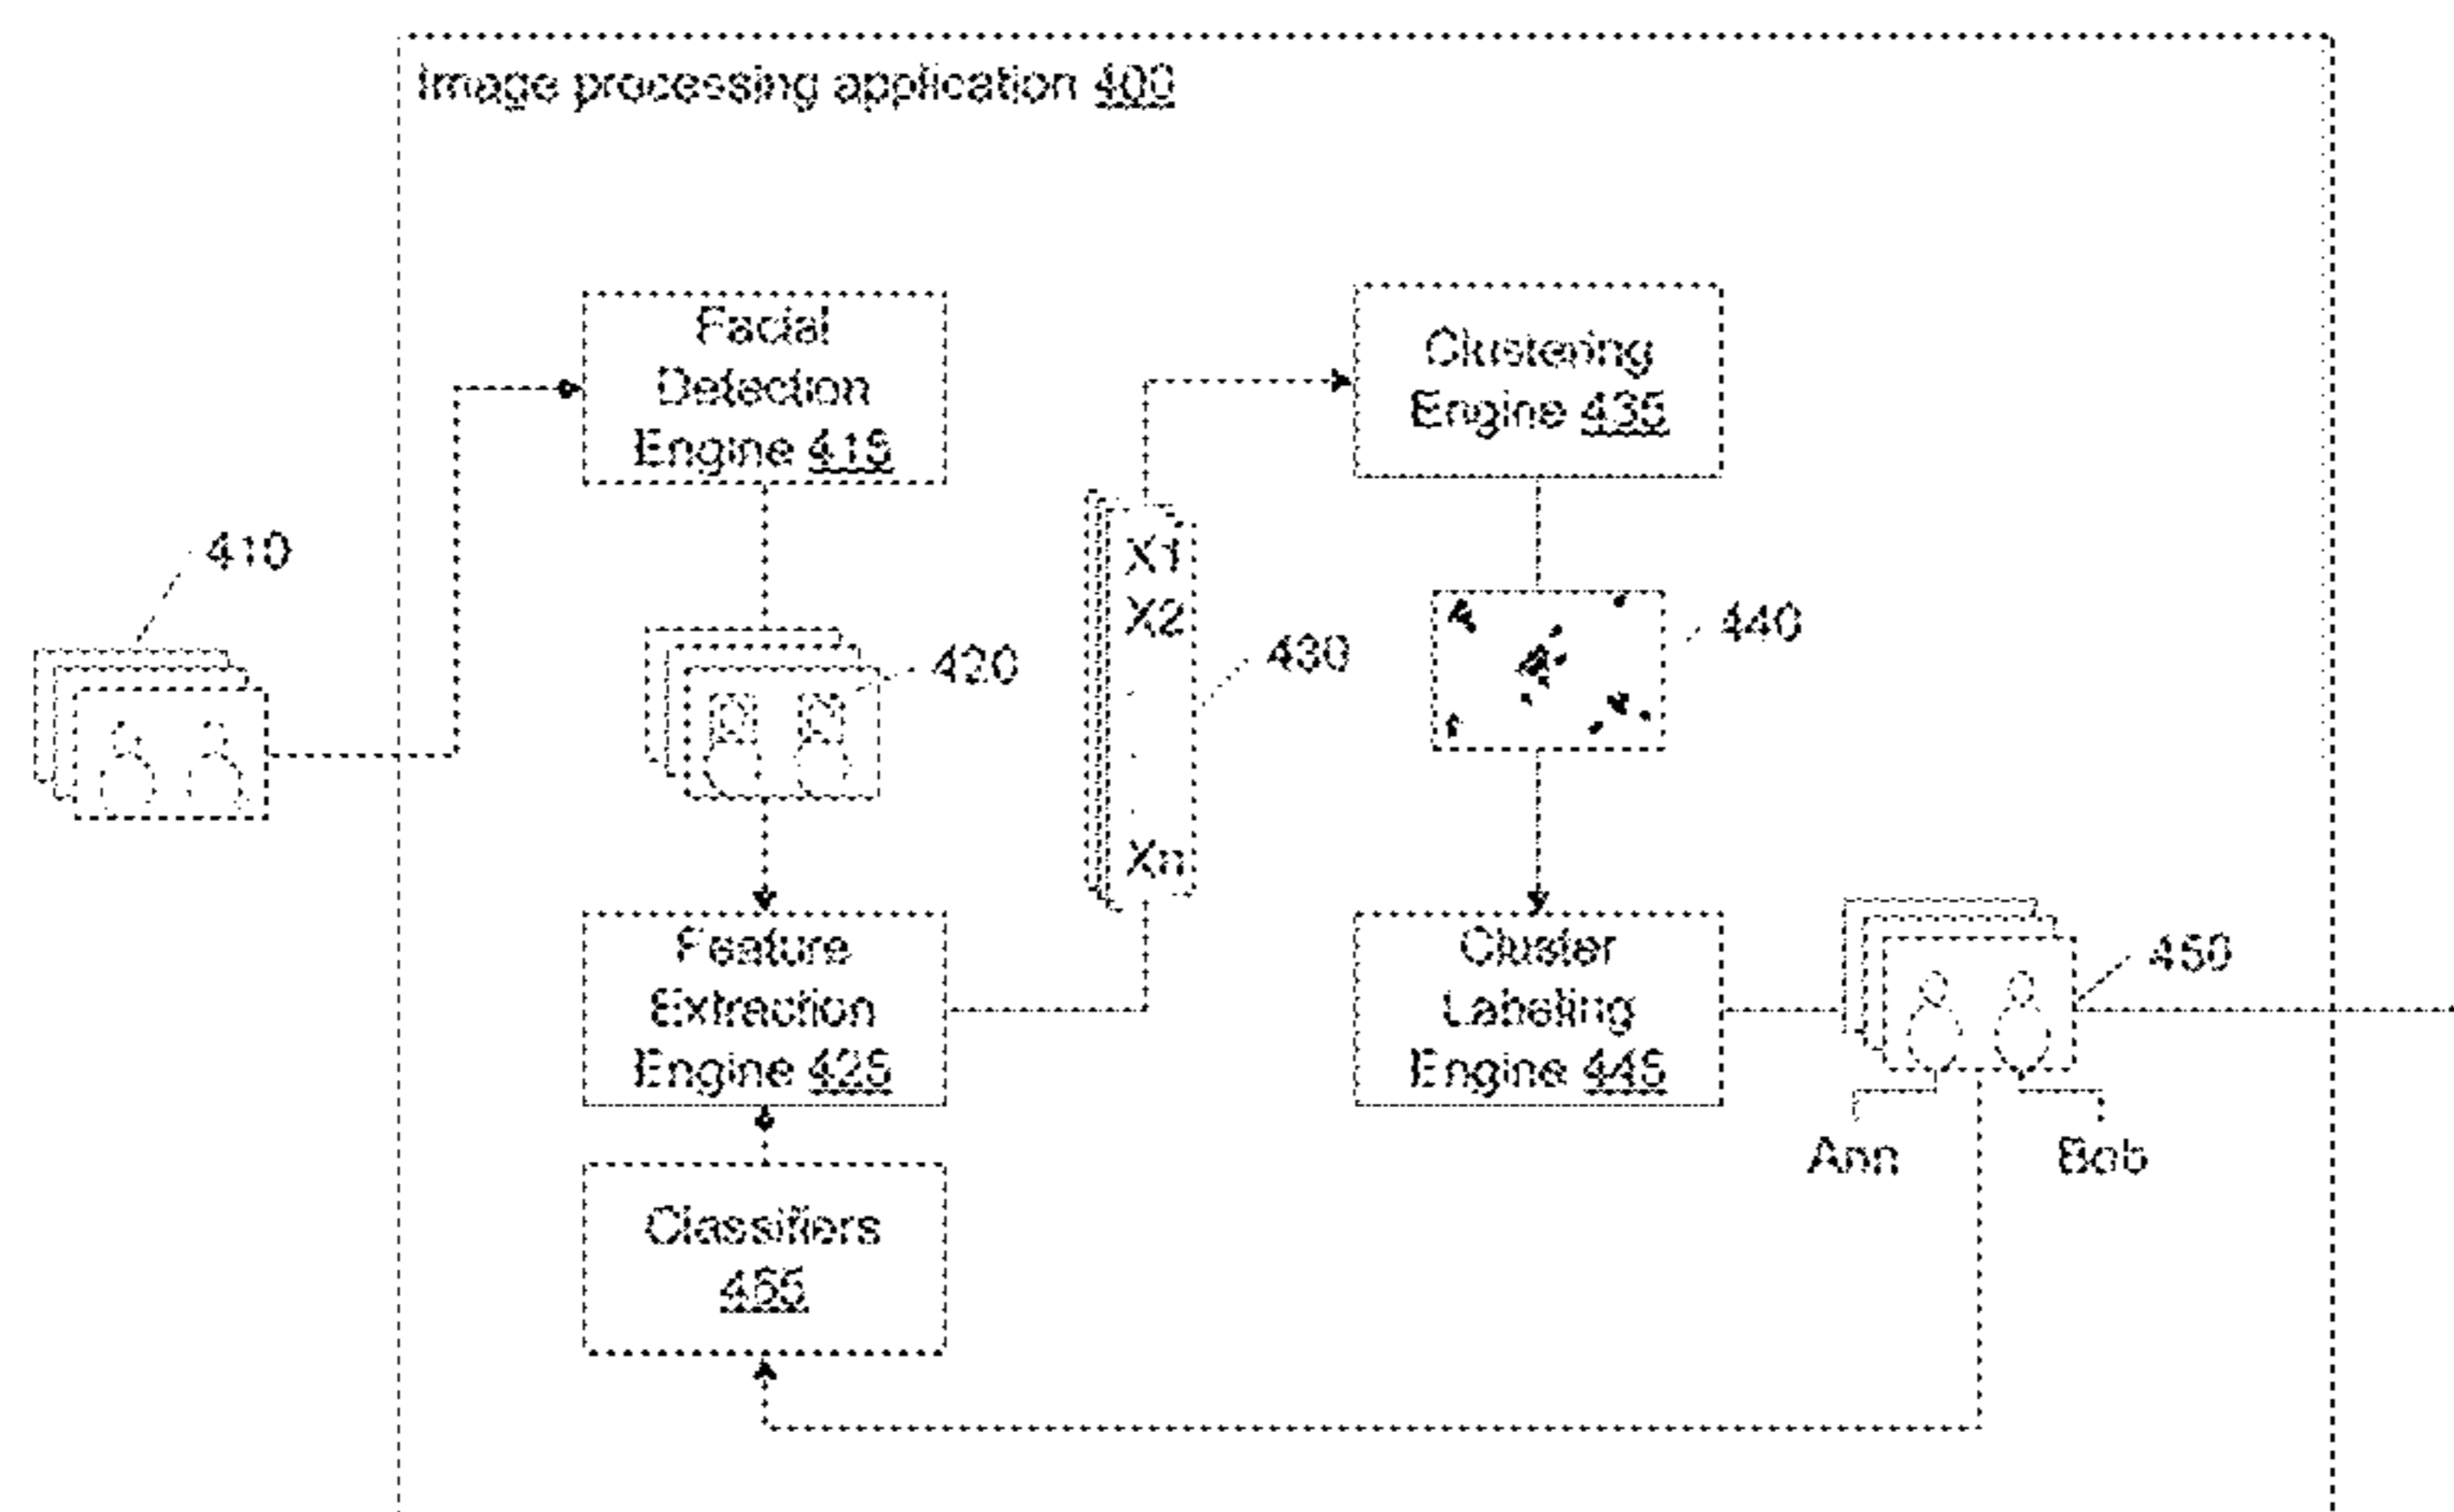 Image processing application 400
Facial
Detection
Engine 415
Clustering
Engine 435
410
X1
X2
Xn
420
430
440
Feature
Extraction
Engine 425
Cluster
Labeling
Engine 445
450
Ann
Bob
Classifiers
455